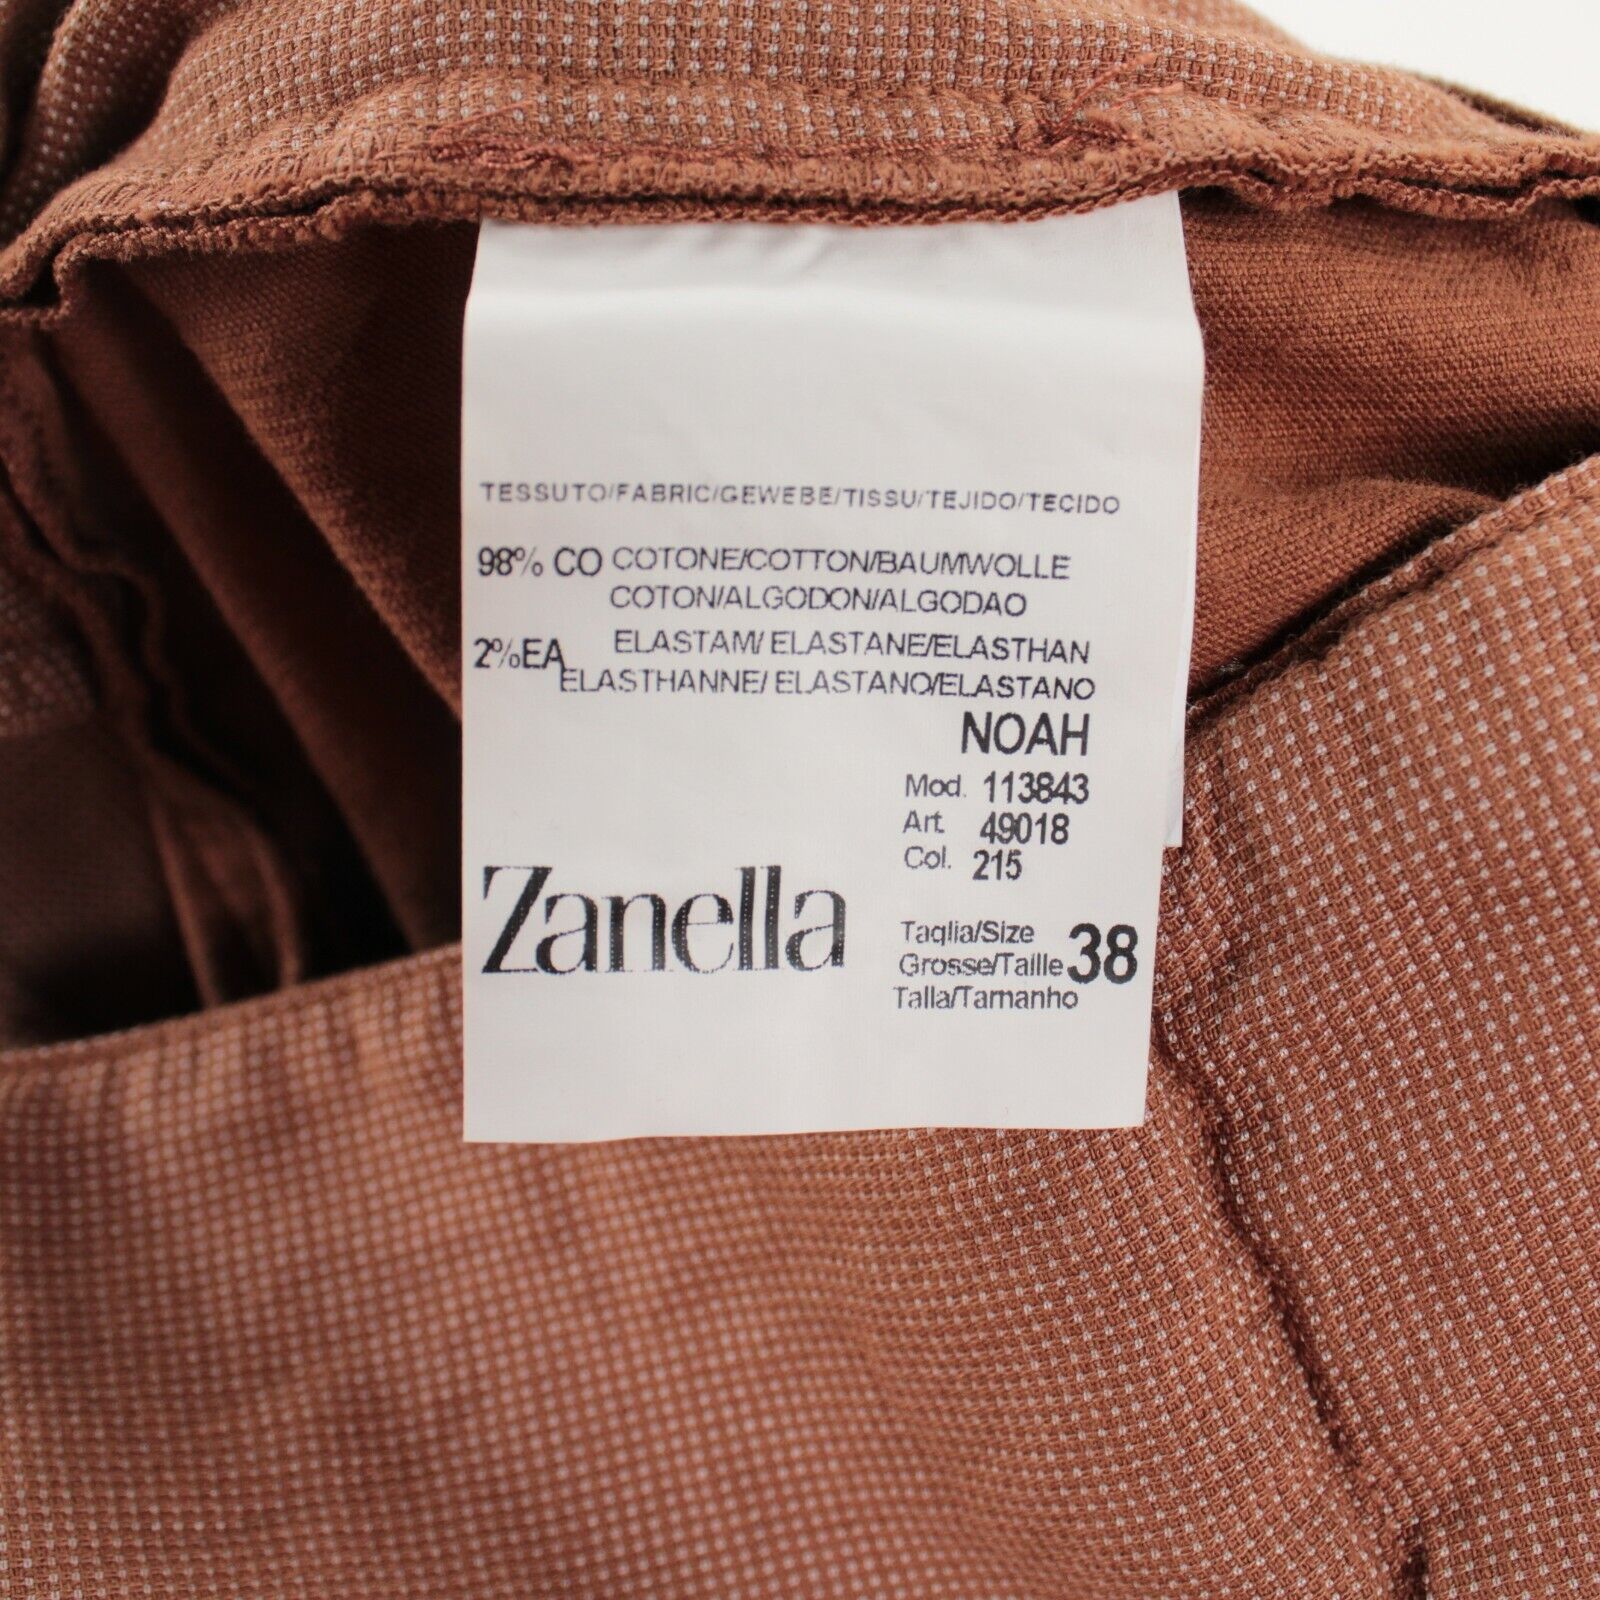 TESSUTO/FABRIC/GEWEBE/TISSU/TEJIDO/TECIDO
98% CO COTONE/COTTON/BAUMWOLLE
COTON/ALGODON/ALGODAO
2%EA ELASTAM/ ELASTANE/ELASTHAN
ELASTHANNE/ ELASTANO/ELASTANO
NOAH
Mod. 113843
Art. 49018
Col. 215
Zanella
Taglia/Size
Grosse/Taille 38
Talla/Tamanho